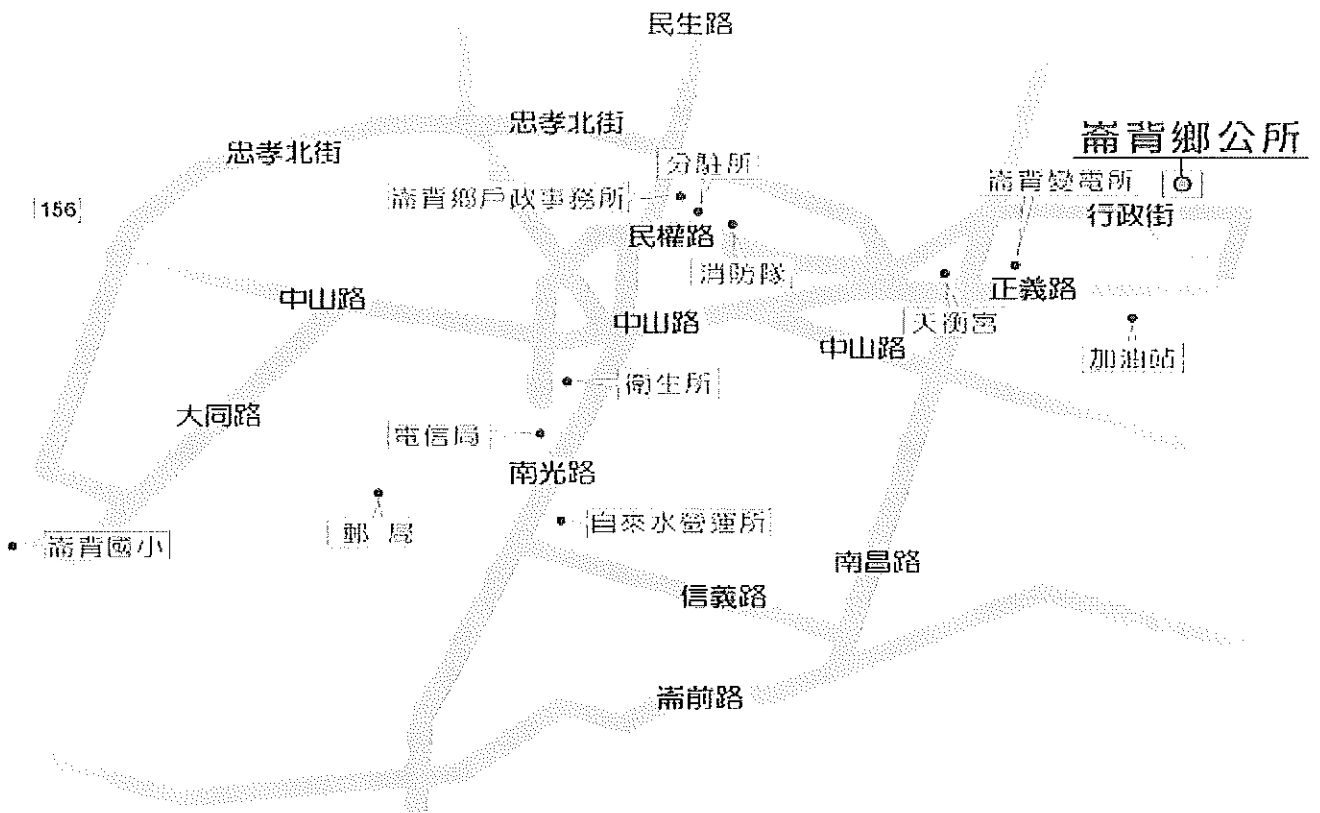 民生路
忠孝北街
忠孝北街
崙背鄉公所
分駐所
崙背變電所
崙背鄉戶政事務所
[156]
行政街
民權路
消防隊
正義路
中山路
中山路
天衡宮
中山路
加油站
衛生所
大同路
電信局
南光路
郵局
自來水營運所
崙背國小
南昌路
信義路
崙前路